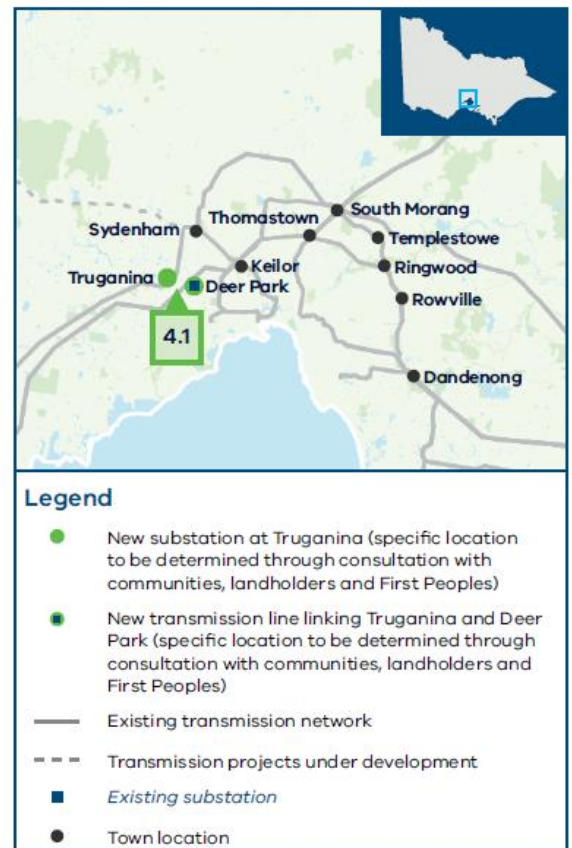 South Morang
Thomastown
Sydenham
Templestowe
Keilor
Ringwood
Truganina
Deer Park
Rowville
4.1
Dandenong
Legend
New substation at Truganina (specific location
to be determined through consultation with
communities, landholders and First Peoples)
New transmission line linking Truganina and Deer
Park (specific location to be determined through
consultation with communities, landholders and
First Peoples)
Existing transmission network
Transmission projects under development
Existing substation
Town location